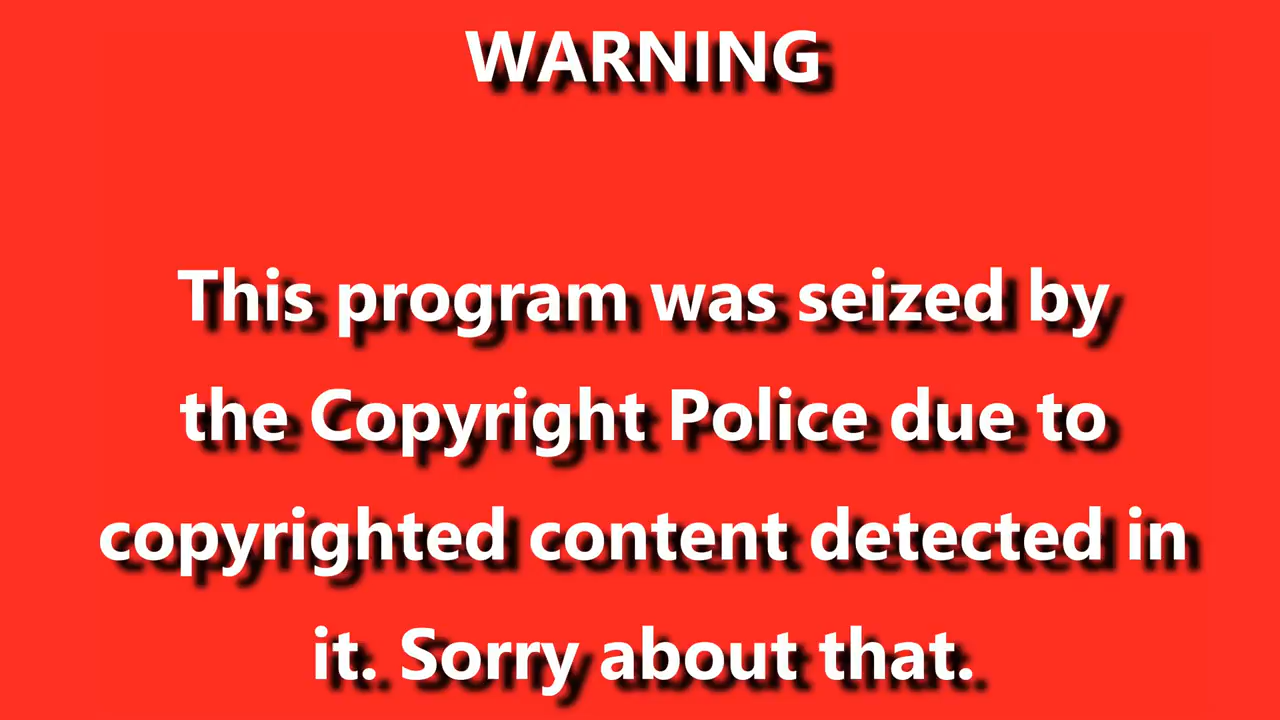 WARNING
This program was seized by
the Copyright Police due to
copyrighted content detected in
it. Sorry about that.